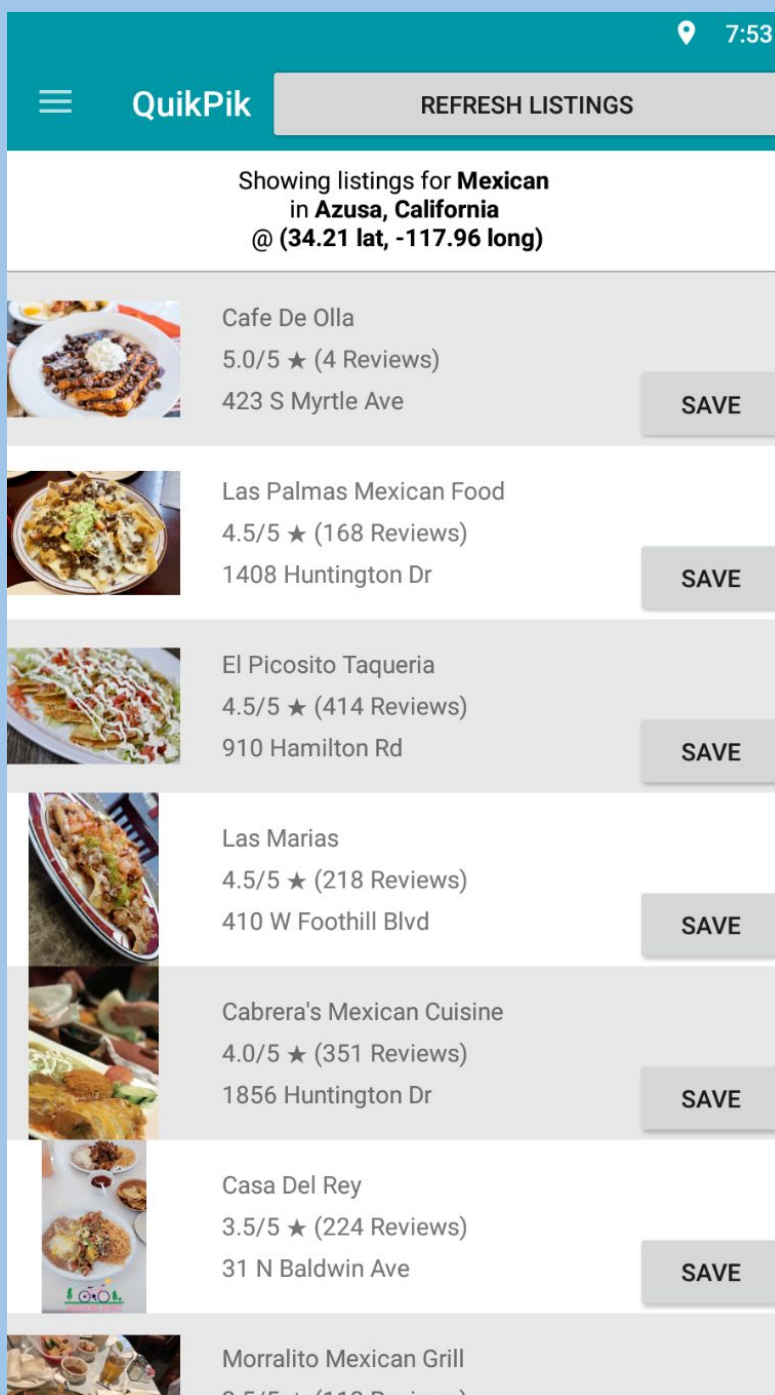 7:53
QuikPik
REFRESH LISTINGS
Showing listings for Mexican
in Azusa, California
@ (34.21 lat, -117.96 long)
Cafe De Olla
5.0/5 ★ (4 Reviews)
423 S Myrtle Ave
SAVE
Las Palmas Mexican Food
4.5/5 ★ (168 Reviews)
1408 Huntington Dr
SAVE
El Picosito Taqueria
4.5/5 ★ (414 Reviews)
910 Hamilton Rd
SAVE
Las Marias
4.5/5 ★ (218 Reviews)
410 W Foothill Blvd
SAVE
Cabrera's Mexican Cuisine
4.0/5 ★ (351 Reviews)
1856 Huntington Dr
SAVE
Casa Del Rey
3.5/5 ★ (224 Reviews)
31 N Baldwin Ave
SAVE
Morralito Mexican Grill